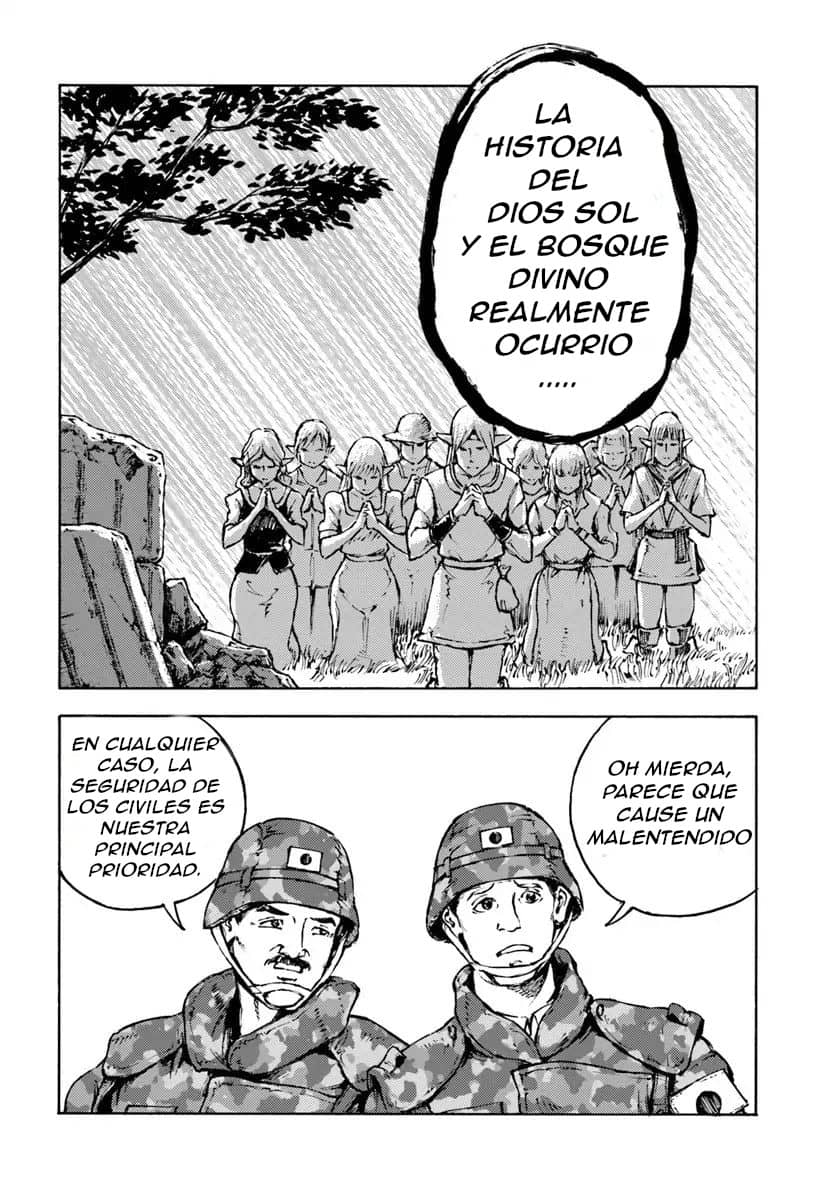 LA
HISTORIA
DEL
DIOS SOL
Y EL BOSQUE
DIVINO
REALMENTE
OCURRIO
.....
OH MIERDA,
PARECE QUE
CAUSE UN
MALENTENDIDO
EN CUALQUIER
CASO, LA
SEGURIDAD DE
LOS CIVILES ES
NUESTRA
PRINCIPAL
PRIORIDAD.